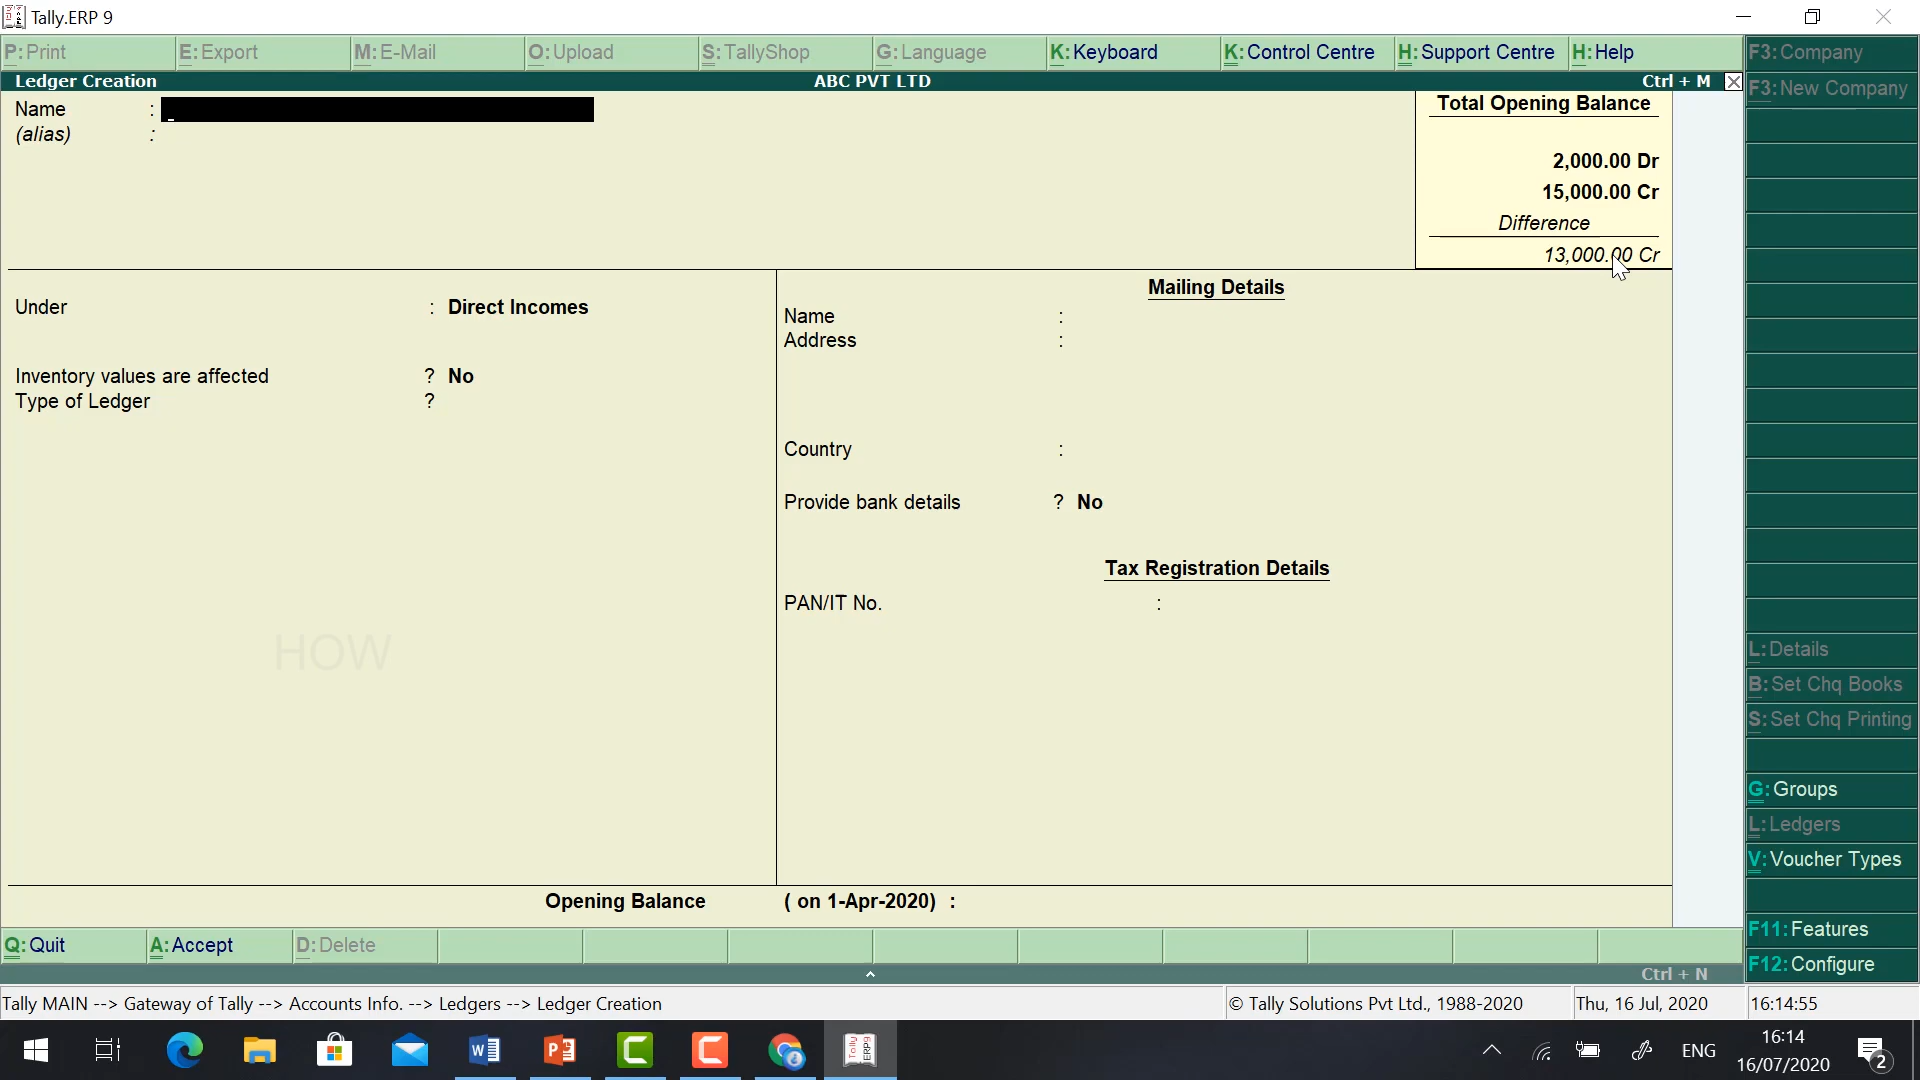 Tally.ERP 9
P: Print E: Export M: E-Mail O: Upload S: TallyShop G: Language K: Keyboard K: Control Centre H: Support Centre H: Help
Ledger Creation ABC PVT LTD Ctrl + M
Name :
(alias) :
Total Opening Balance
2,000.00 Dr
15,000.00 Cr
Difference
13,000.00 Cr
Under : Direct Incomes
Inventory values are affected ? No
Type of Ledger ?
Mailing Details
Name :
Address :
Country :
Provide bank details ? No
Tax Registration Details
PAN/IT No. :
HOW
Opening Balance ( on 1-Apr-2020) :
F3: Company
F3: New Company
L: Details
B: Set Chq Books
S: Set Chq Printing
G: Groups
L: Ledgers
V: Voucher Types
F11: Features
F12: Configure
Q: Quit A: Accept D: Delete
Ctrl + N
Tally MAIN --> Gateway of Tally --> Accounts Info. --> Ledgers --> Ledger Creation © Tally Solutions Pvt Ltd., 1988-2020 Thu, 16 Jul, 2020 16:14:55
Tally ERP9
ENG
16:14
16/07/2020
2